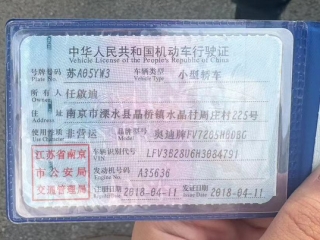 中华人民共和国机动车行驶证
Vehicle License of the People's Republic of China
号牌号码 苏A05YW3 车辆类型 小型轿车
Plate No. Vehicle Type
所有人 任啟迪
Owner
住址 南京市溧水县晶桥镇水晶村周庄村225号
Address
使用性质 非营运 品牌型号 奥迪牌FV7205H8DBG
Use Character Model
江苏省南京
市公安局
交通管理局
车辆识别代号 LFV3B28U6H3084791
VIN
发动机号码 A35636
Engine No.
注册日期 2018-04-11 发证日期 2018-04-11
Register Date Issue Date